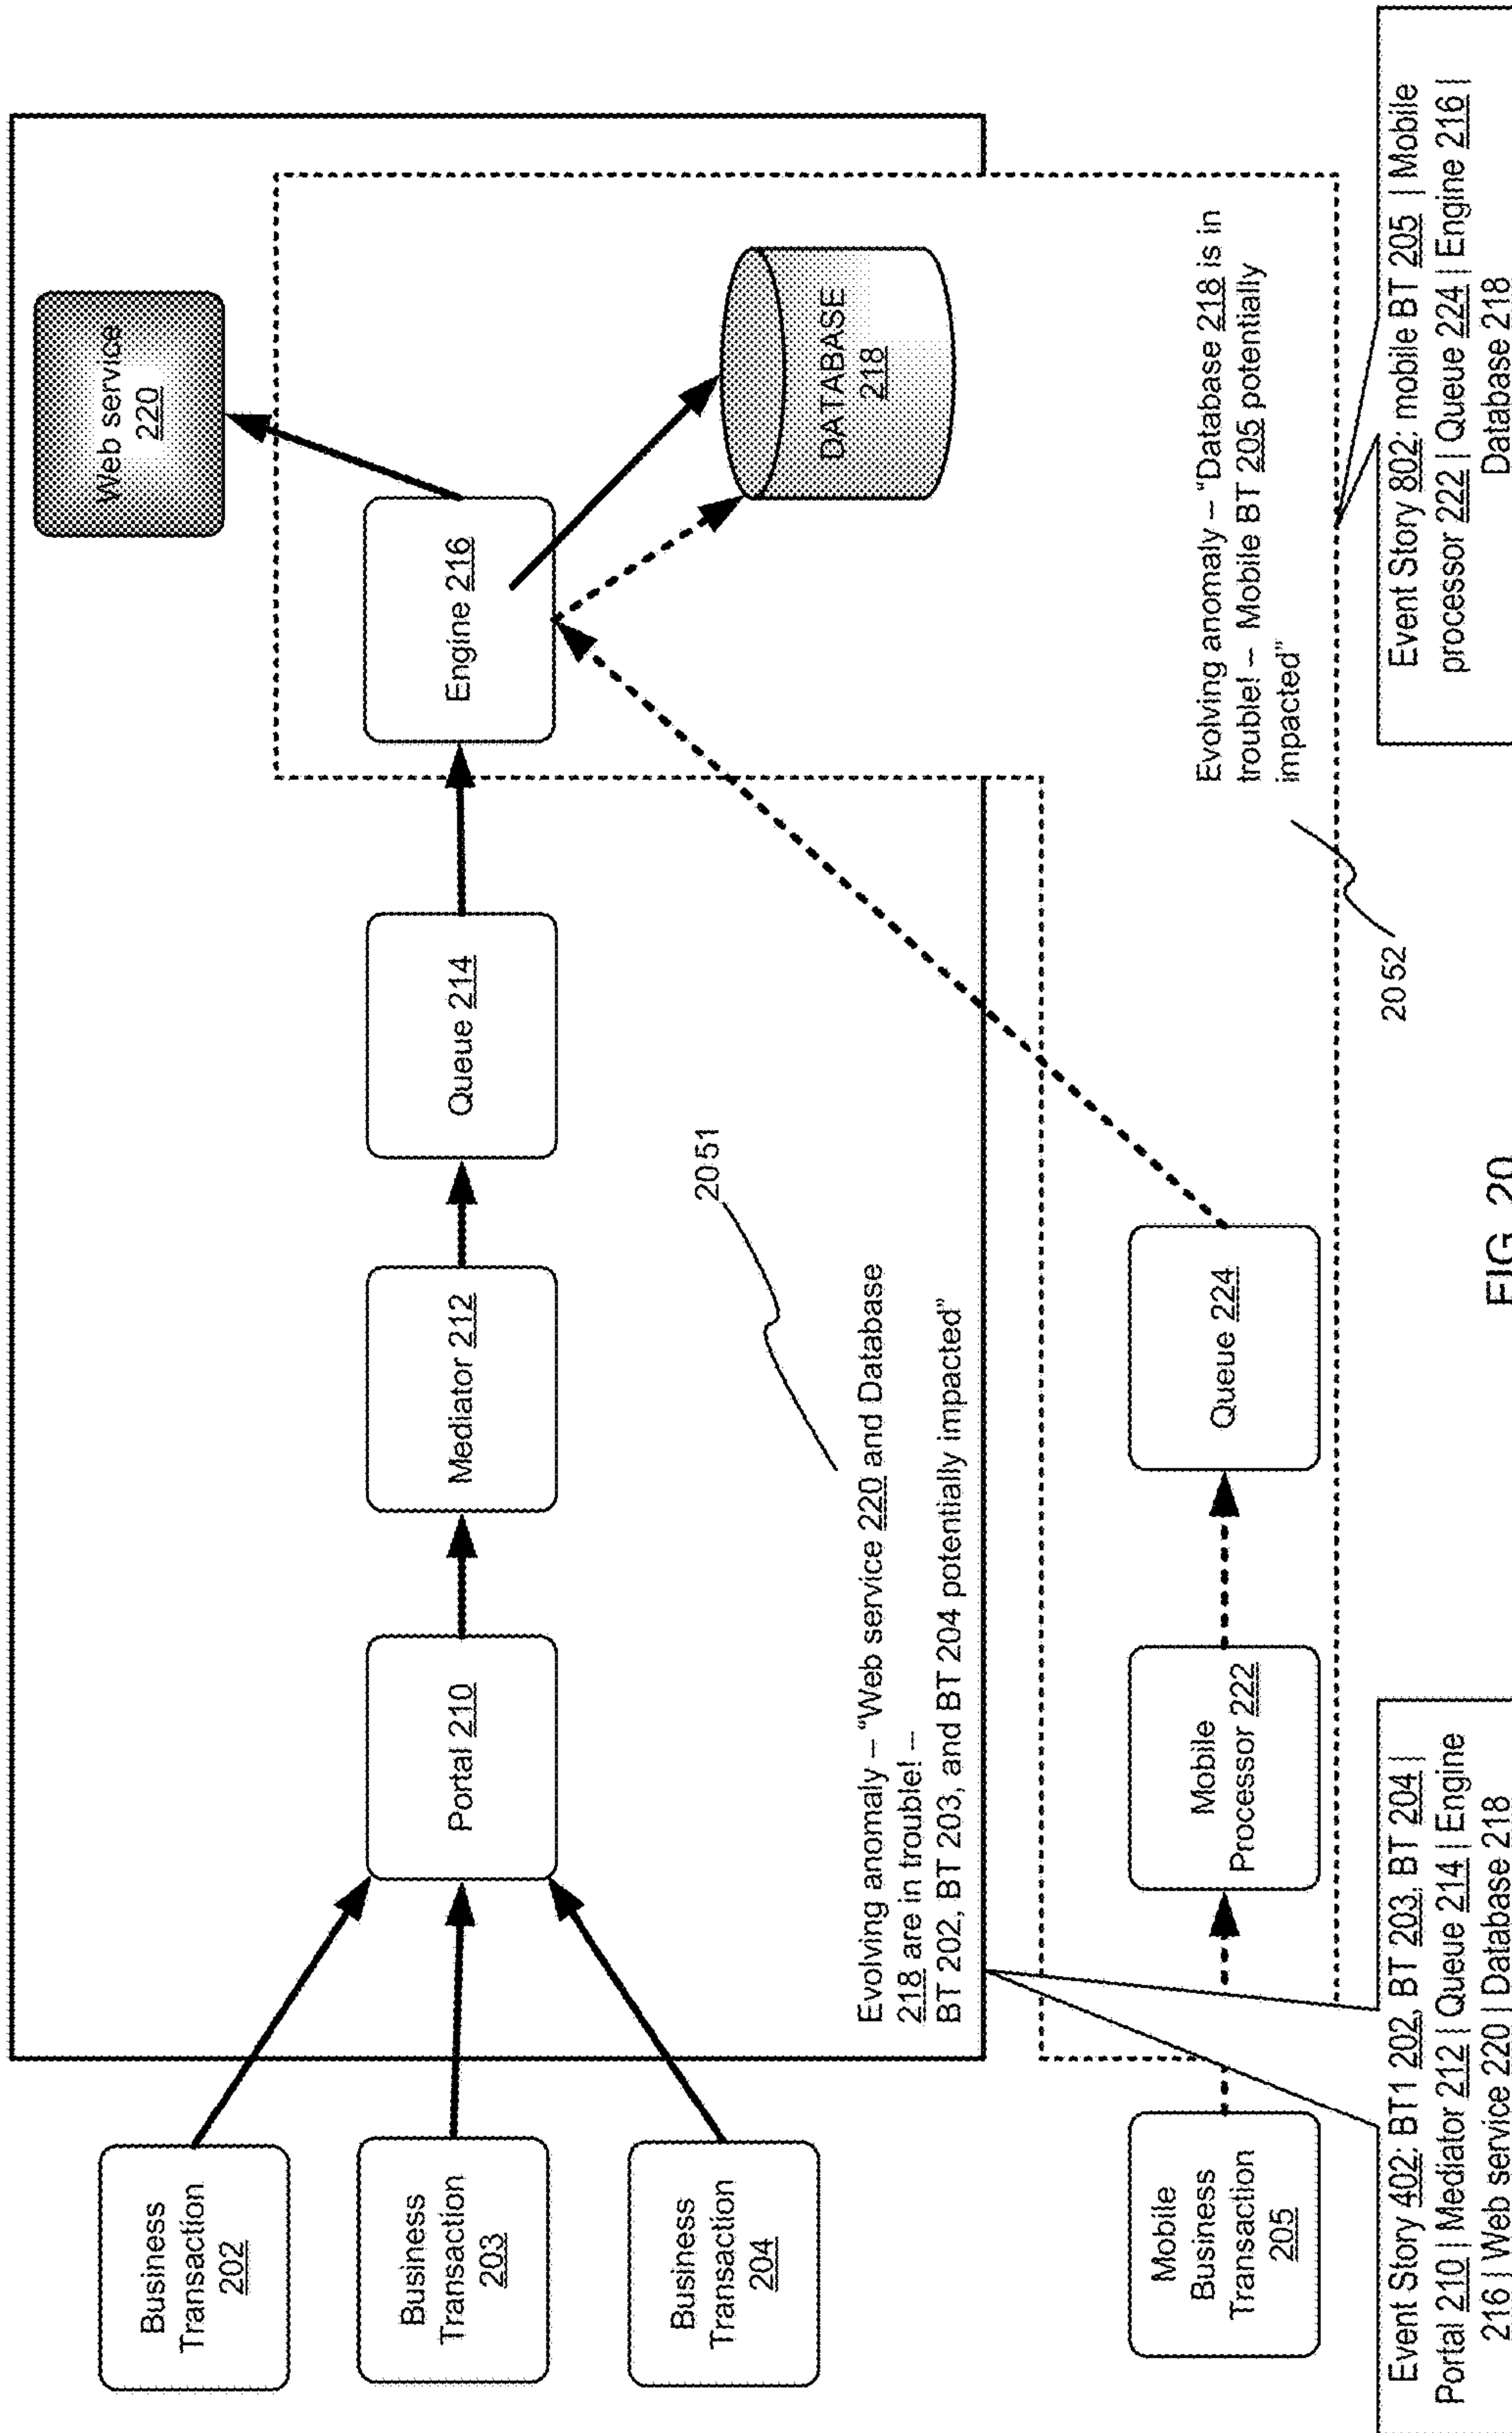 Business
Transaction
202
Business
Transaction
203
Business
Transaction
204
Portal 210
Mediator 212
Queue 214
Engine 216
Web service
220
DATABASE
218
2051
Evolving anomaly – "Web service 220 and Database
218 are in trouble! –
BT 202, BT 203, and BT 204 potentially impacted"
Mobile
Business
Transaction
205
Mobile
Processor 222
Queue 224
Evolving anomaly – "Database 218 is in
trouble! – Mobile BT 205 potentially
impacted"
2052
Event Story 402: BT1 202, BT 203, BT 204 |
Portal 210 | Mediator 212 | Queue 214 | Engine
216 | Web service 220 | Database 218
Event Story 802: mobile BT 205 | Mobile
processor 222 | Queue 224 | Engine 216 |
Database 218
FIG. 20